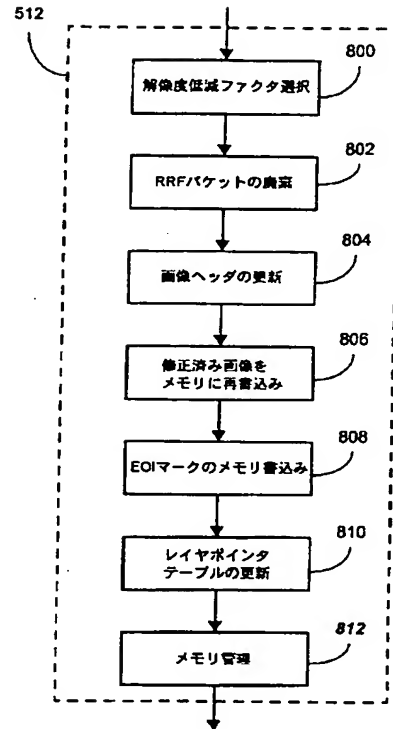 512
800
解像度低減ファクタ選択
802
RRFパケットの廃棄
804
画像ヘッダの更新
806
修正済み画像を
メモリに再書込み
808
EOIマークのメモリ書込み
810
レイヤポインタ
テーブルの更新
812
メモリ管理